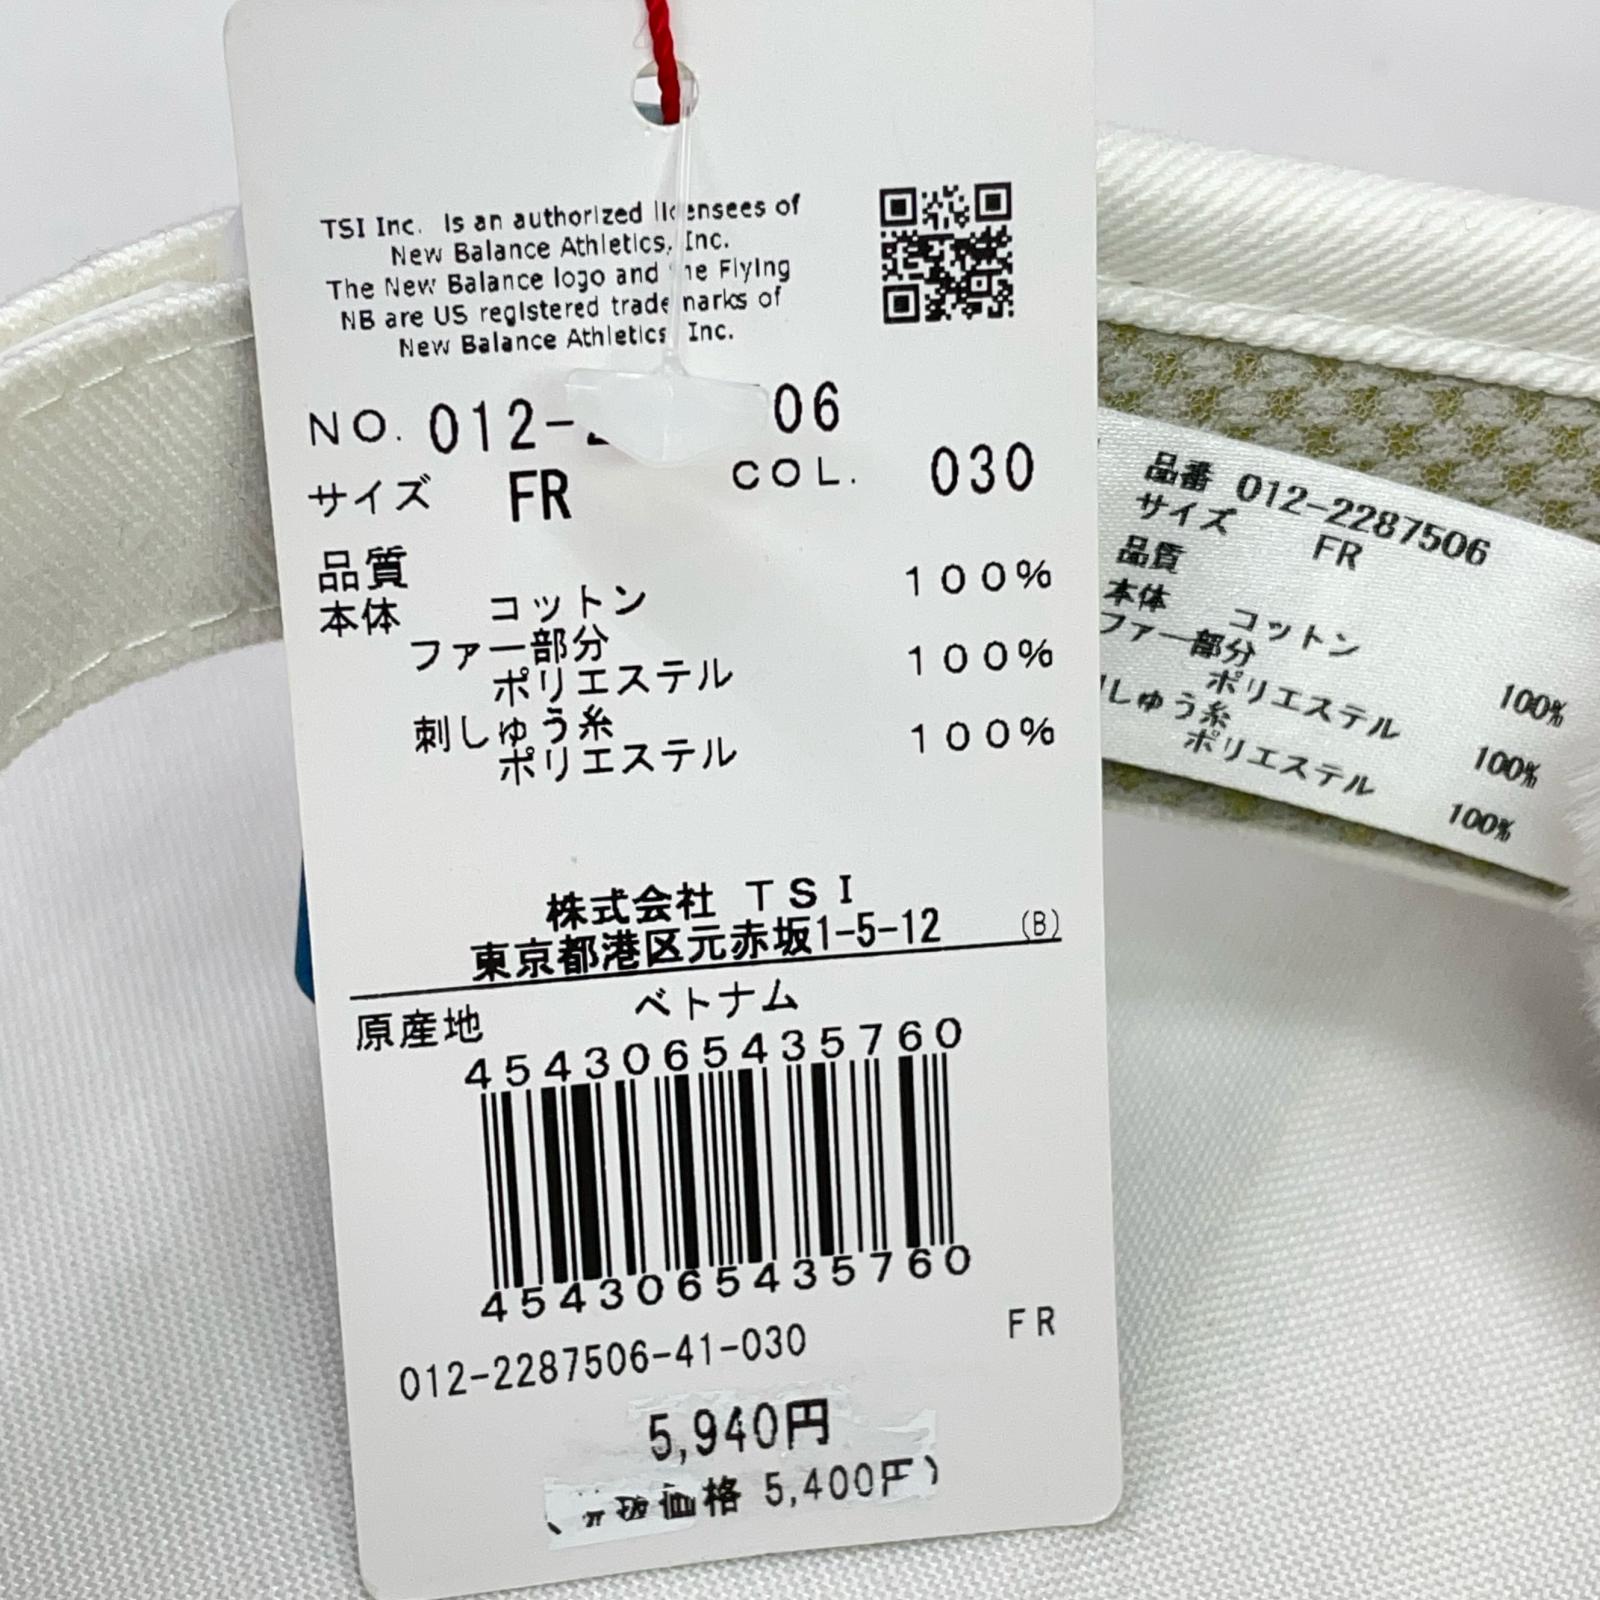 TSI Inc. is an authorized licensees of
New Balance Athletics, Inc.
The New Balance logo and the Flying
NB are US registered trademarks of
New Balance Athletics, Inc.
NO. 012- 06
サイズ FR COL. 030
品質
本体 コットン 100%
ファー部分
ポリエステル 100%
刺しゅう糸
ポリエステル 100%
株式会社 TSI
東京都港区元赤坂1-5-12 (B)
原産地 ベトナム
4543065435760
4543065435760
012-2287506-41-030 FR
5,940円
価格 5,400円)
品番 012-2287506
サイズ FR
品質
本体 コットン 100%
ファー部分
ポリエステル 100%
しゅう糸
ポリエステル 100%